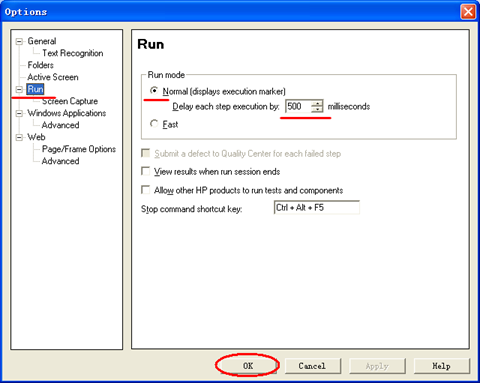 Options
General
Text Recognition
Folders
Active Screen
Run
Screen Capture
Windows Applications
Advanced
Web
Page/Frame Options
Advanced
Run
Run mode
Normal (displays execution marker)
Delay each step execution by: 500 milliseconds
Fast
Submit a defect to Quality Center for each failed step
View results when run session ends
Allow other HP products to run tests and components
Stop command shortcut key: Ctrl + Alt + F5
OK Cancel Apply Help